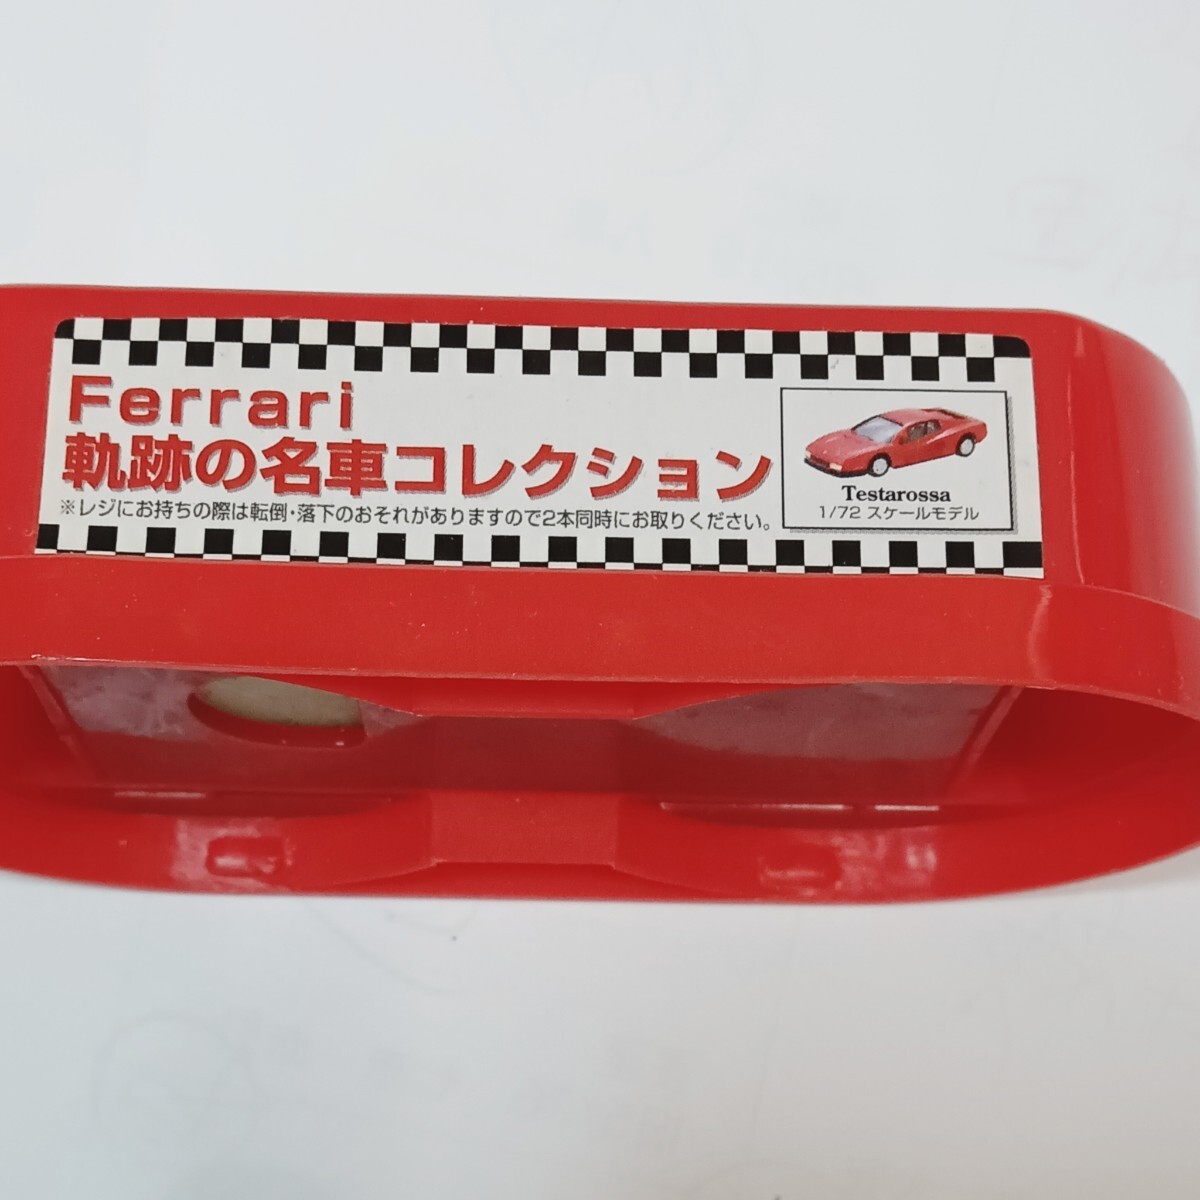 Ferrari
軌跡の名車コレクション
※レジにお持ちの際は転倒・落下のおそれがありますので2本同時にお取りください。
Testarossa
1/72 スケールモデル